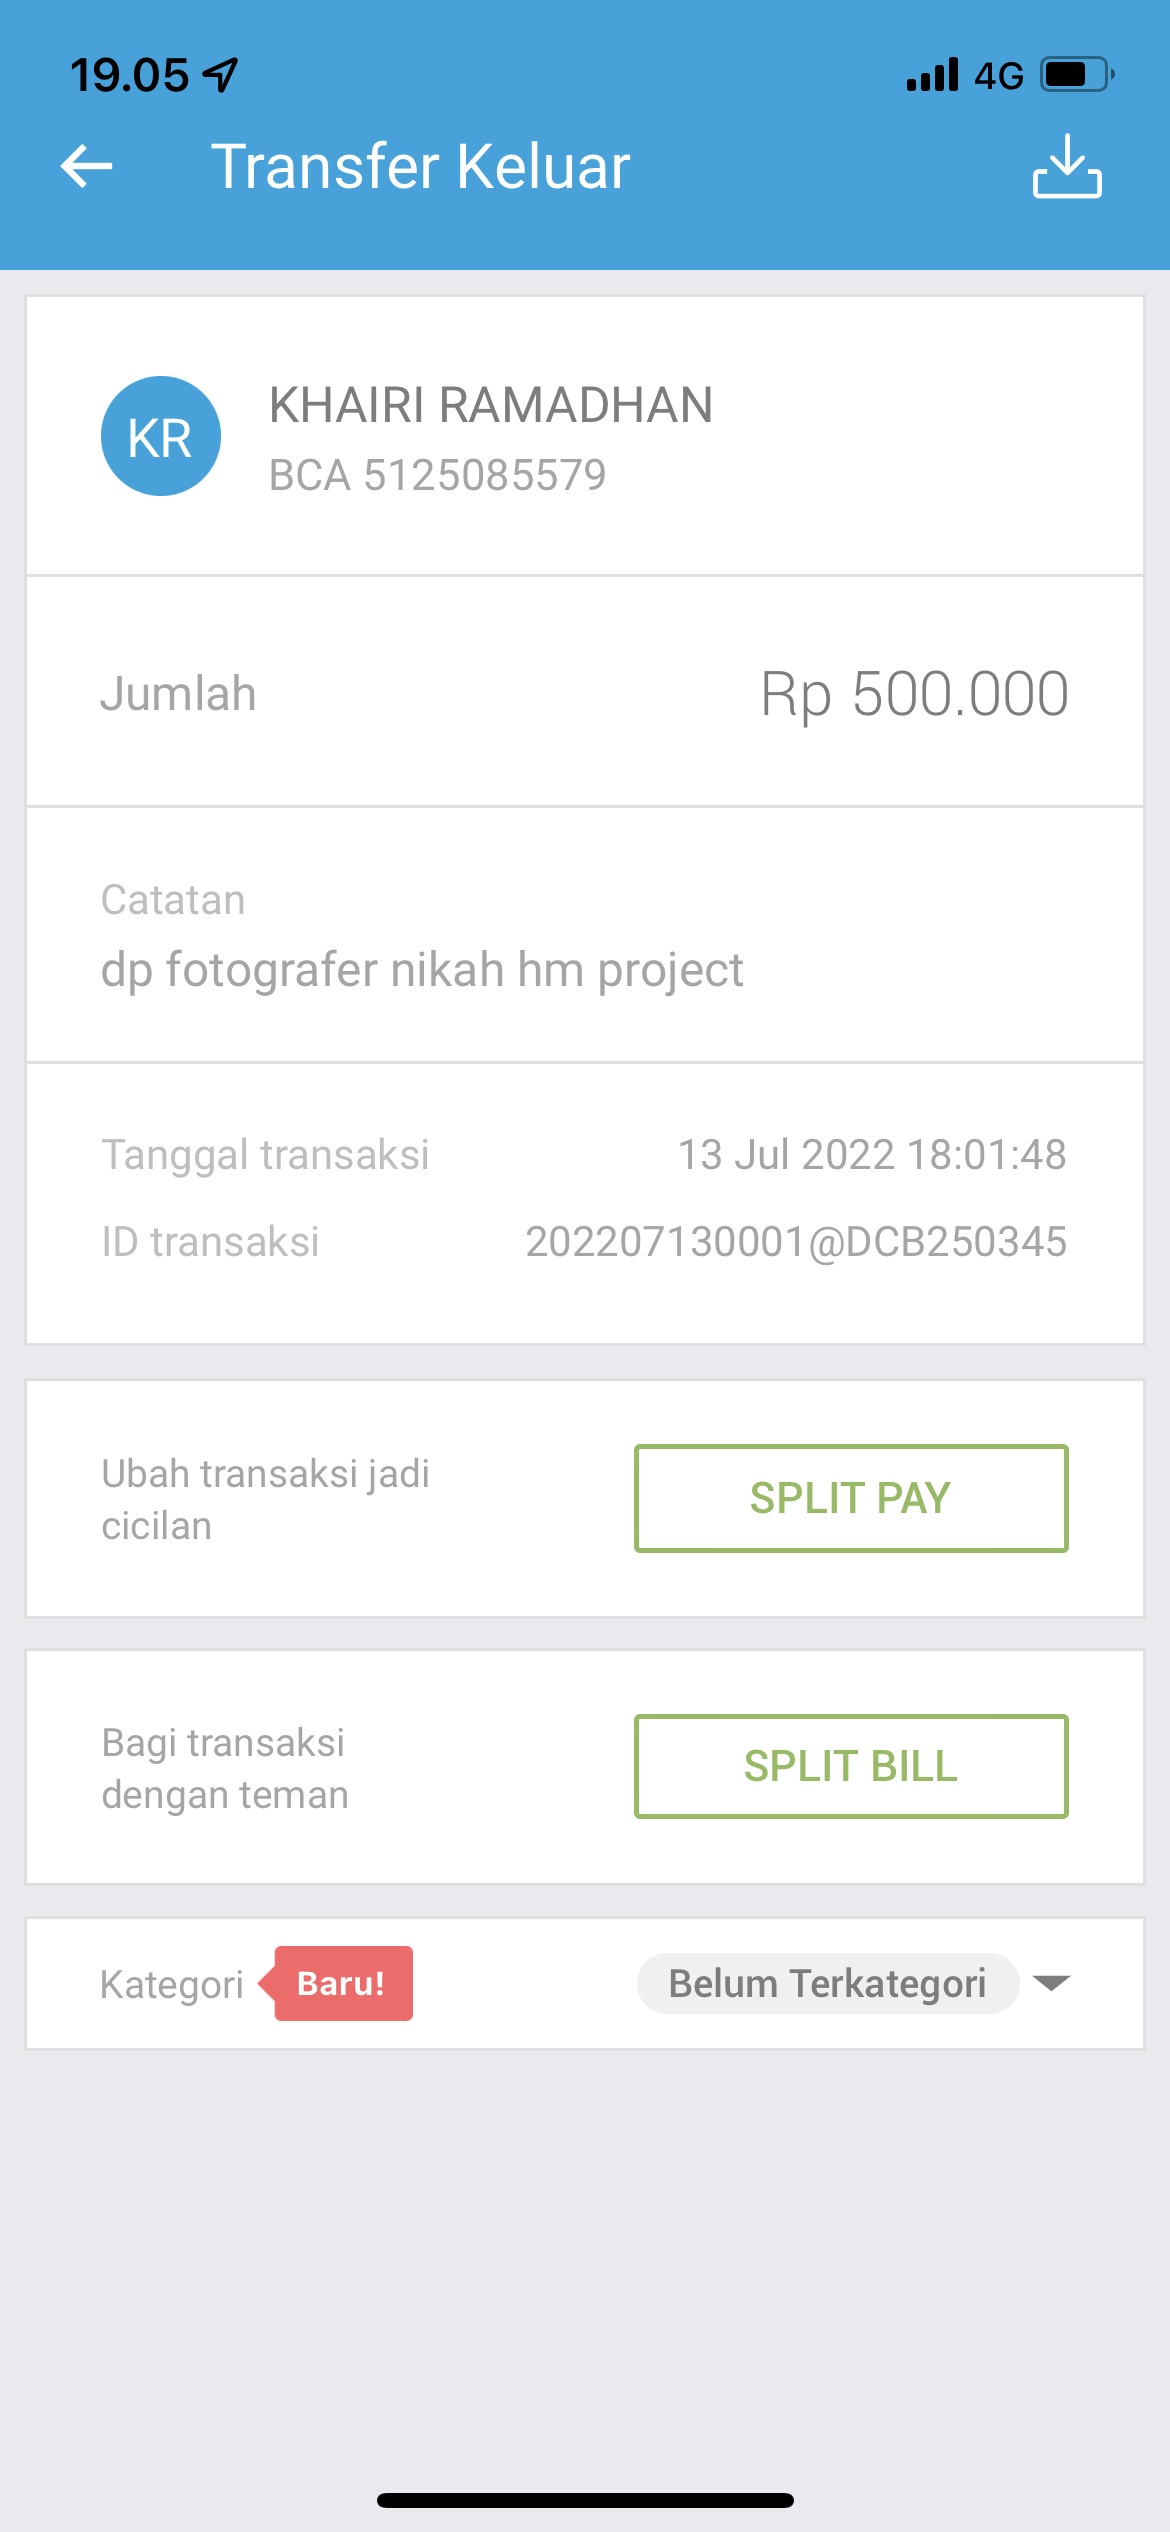 19.05
4G
Transfer Keluar
KR
KHAIRI RAMADHAN
BCA 5125085579
Jumlah
Rp 500.000
Catatan
dp fotografer nikah hm project
Tanggal transaksi
13 Jul 2022 18:01:48
ID transaksi
202207130001@DCB250345
Ubah transaksi jadi
cicilan
SPLIT PAY
Bagi transaksi
dengan teman
SPLIT BILL
Kategori
Baru!
Belum Terkategori